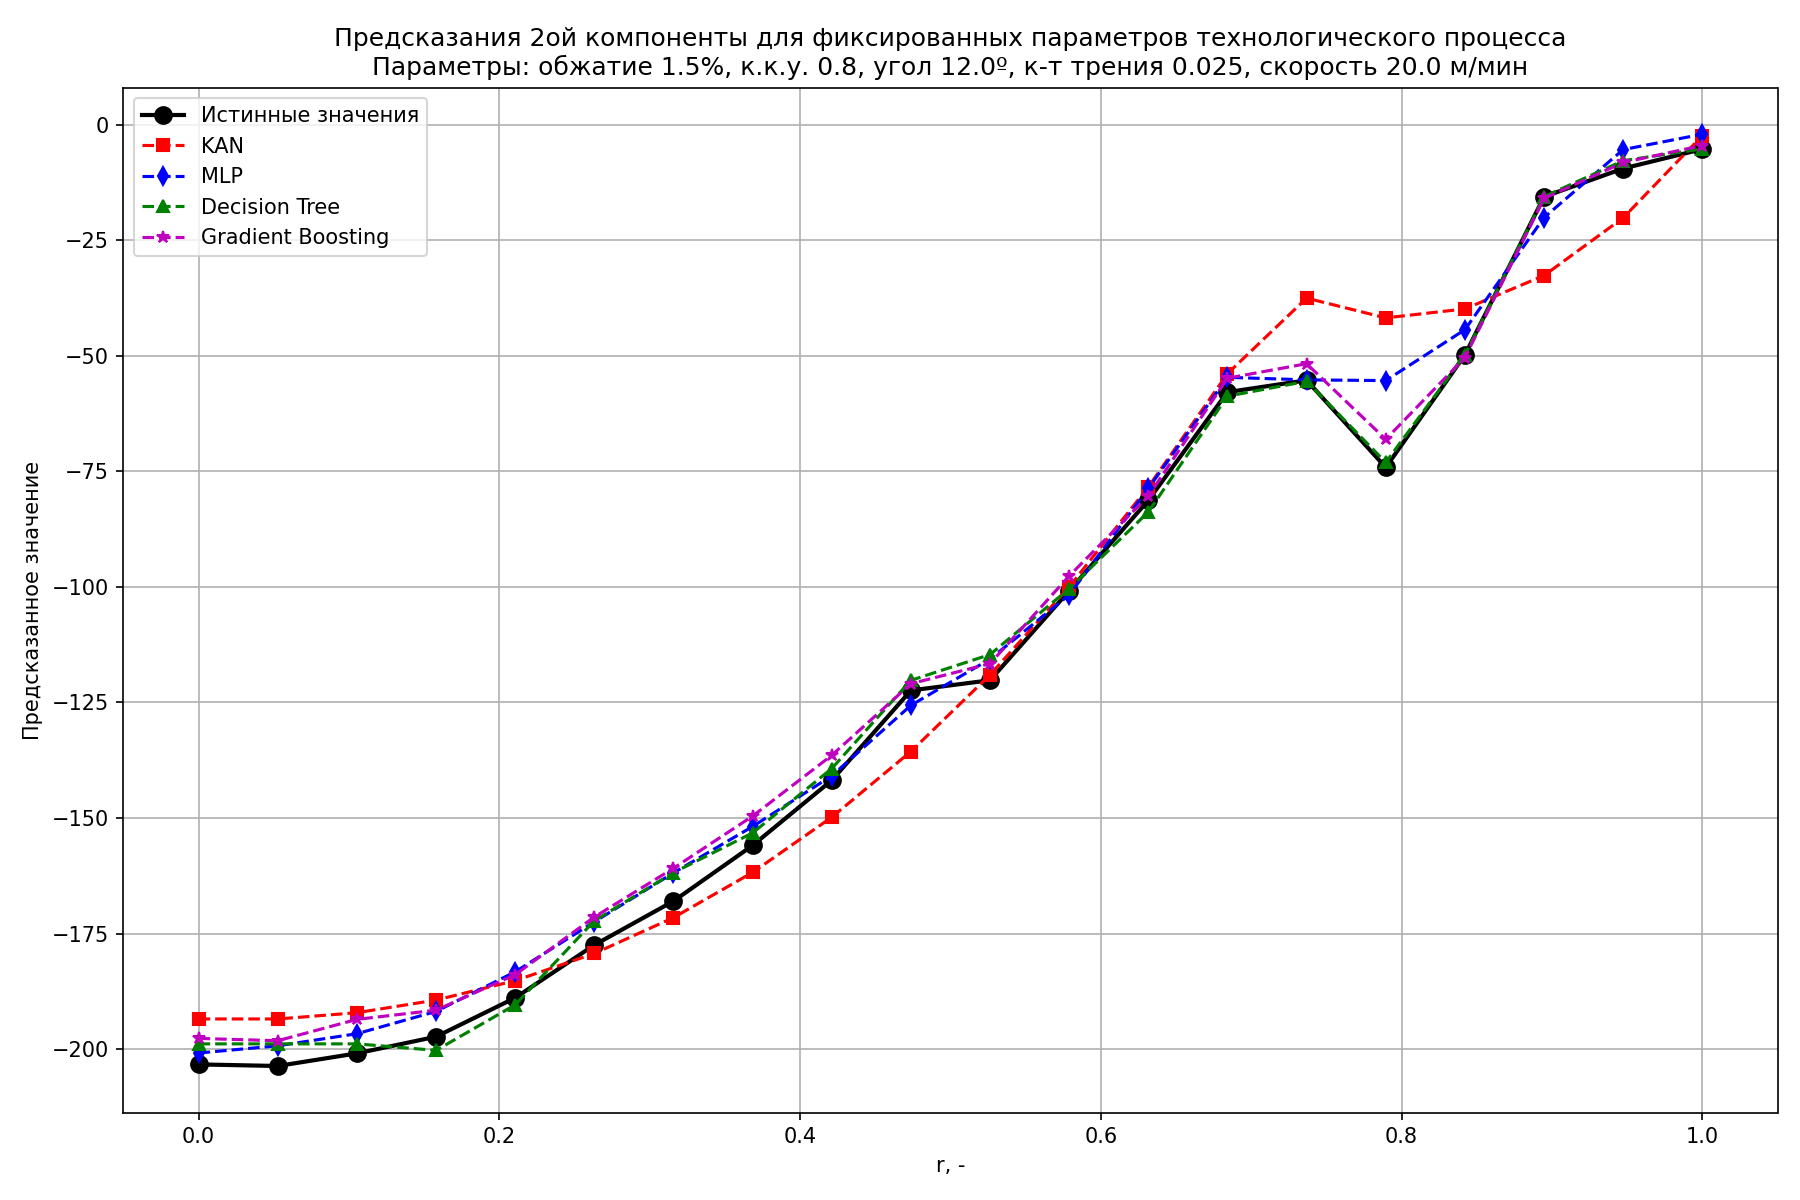 Предсказания 2ой компоненты для фиксированных параметров технологического процесса
Параметры: обжатие 1.5%, к.к.у. 0.8, угол 12.0º, к-т трения 0.025, скорость 20.0 м/мин
Истинные значения
KAN
MLP
Decision Tree
Gradient Boosting
Предсказанное значение
0
−25
−50
−75
−100
−125
−150
−175
−200
0.0
0.2
0.4
0.6
0.8
1.0
r, -